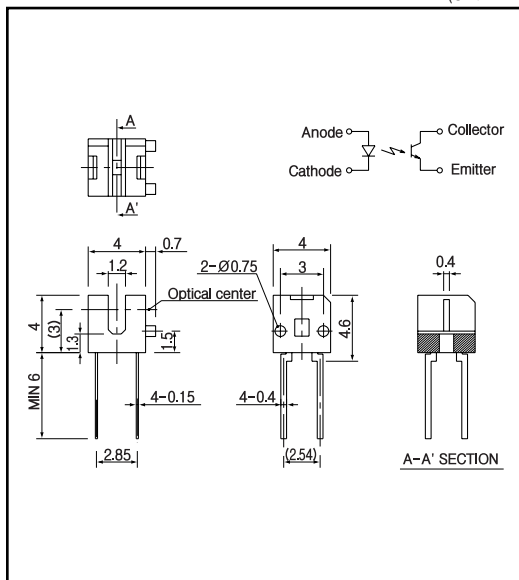 A
A'
Anode
Collector
Cathode
Emitter
4
0.7
1.2
Optical center
4
(3)
1.3
1.5
MIN 6
4-0.15
2.85
4
3
2-Ø0.75
4.6
4-0.4
(2.54)
0.4
A-A' SECTION